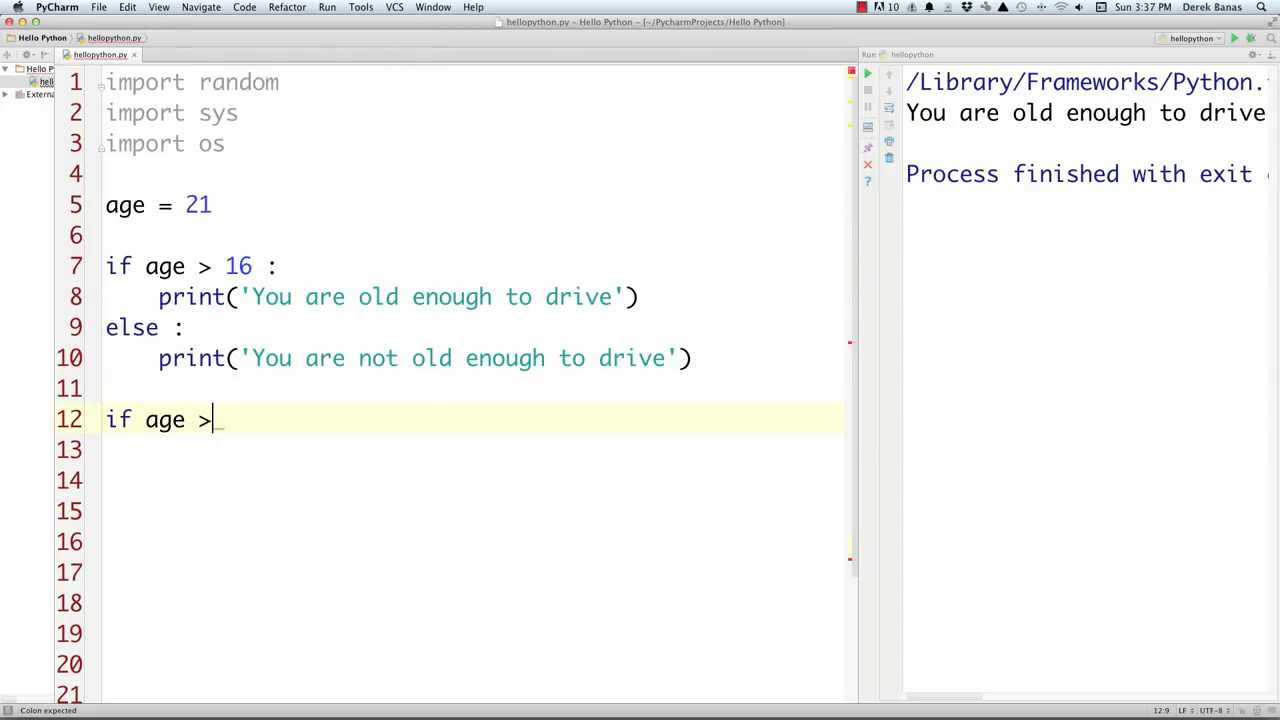 PyCharm File Edit View Navigate Code Refactor Run Tools VCS Window Help 10 Sun 3:37 PM Derek Banas
hellopython.py - Hello Python - [~/PycharmProjects/Hello Python]
Hello Python hellopython.py hellopython
hellopython.py Run hellopython
Hello P
hell
Externa
1 import random
2 import sys
3 import os
4
5 age = 21
6
7 if age > 16 :
8 print('You are old enough to drive')
9 else :
10 print('You are not old enough to drive')
11
12 if age >
13
14
15
16
17
18
19
20
21
/Library/Frameworks/Python.
You are old enough to drive
Process finished with exit
Colon expected 12:9 LF UTF-8